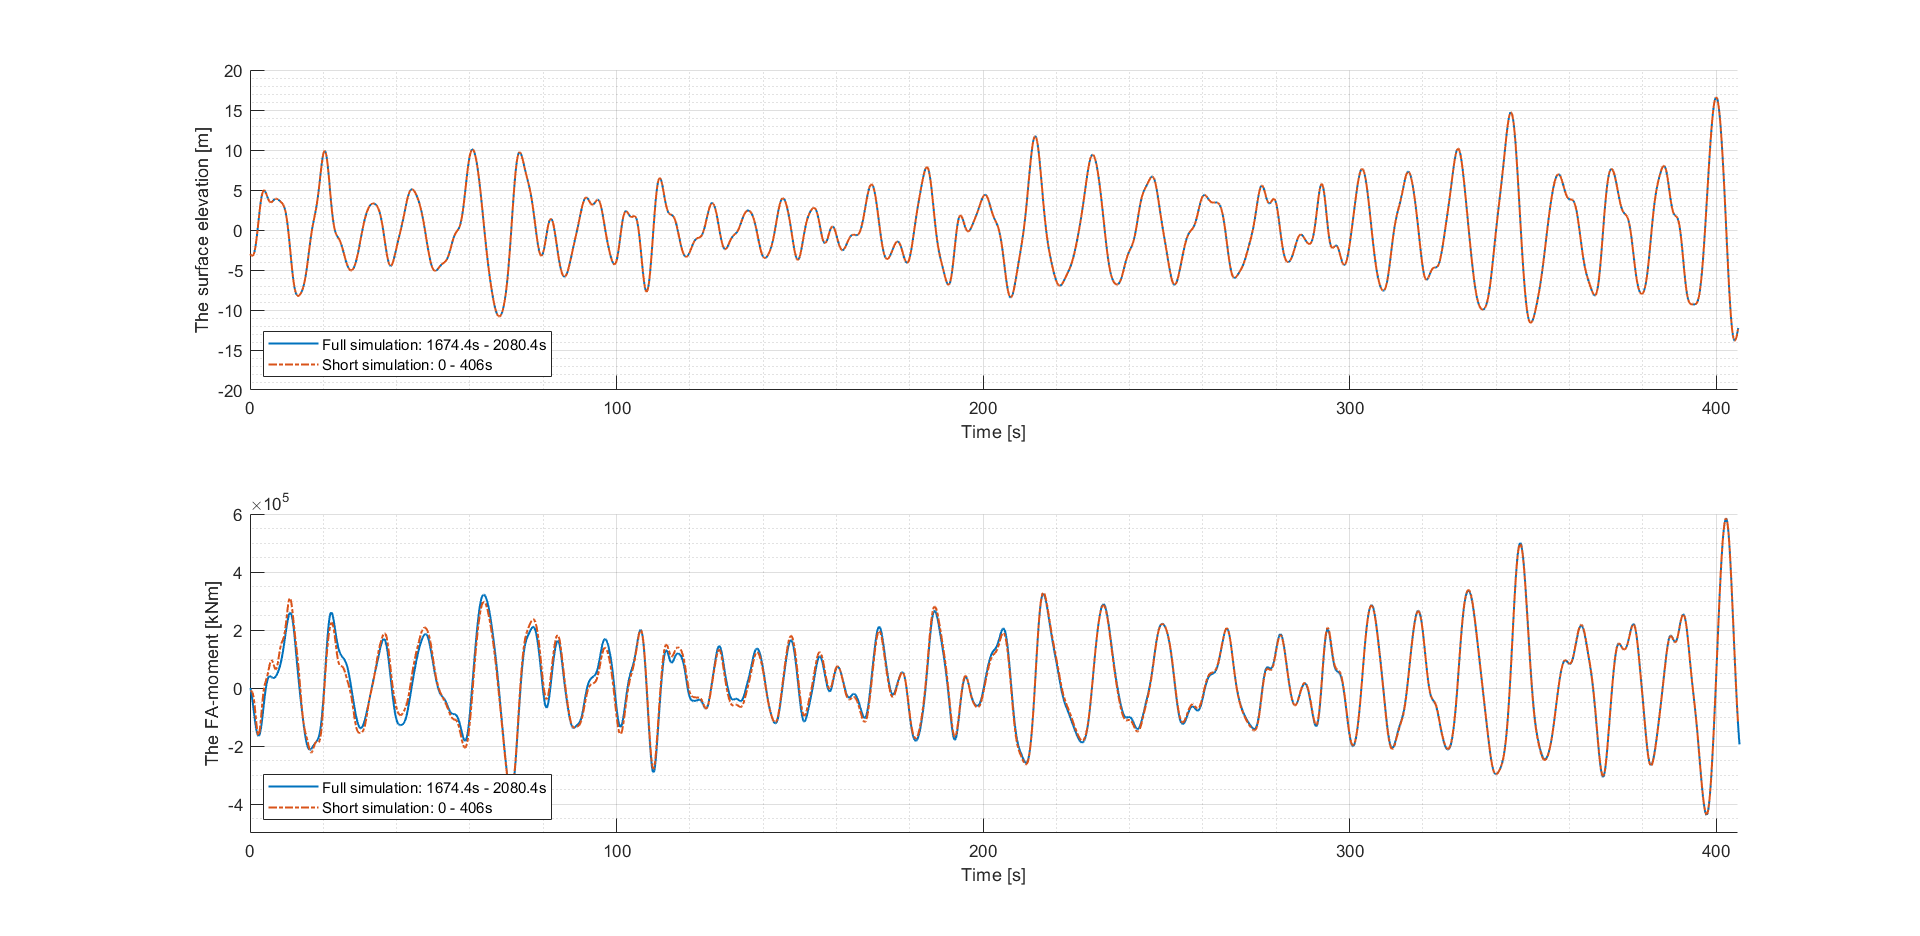 20
15
10
5
0
-5
-10
-15
-20
The surface elevation [m]
Full simulation: 1674.4s - 2080.4s
Short simulation: 0 - 406s
0 100 200 300 400
Time [s]
×10^5
6
4
2
0
-2
-4
The FA-moment [kNm]
Full simulation: 1674.4s - 2080.4s
Short simulation: 0 - 406s
0 100 200 300 400
Time [s]